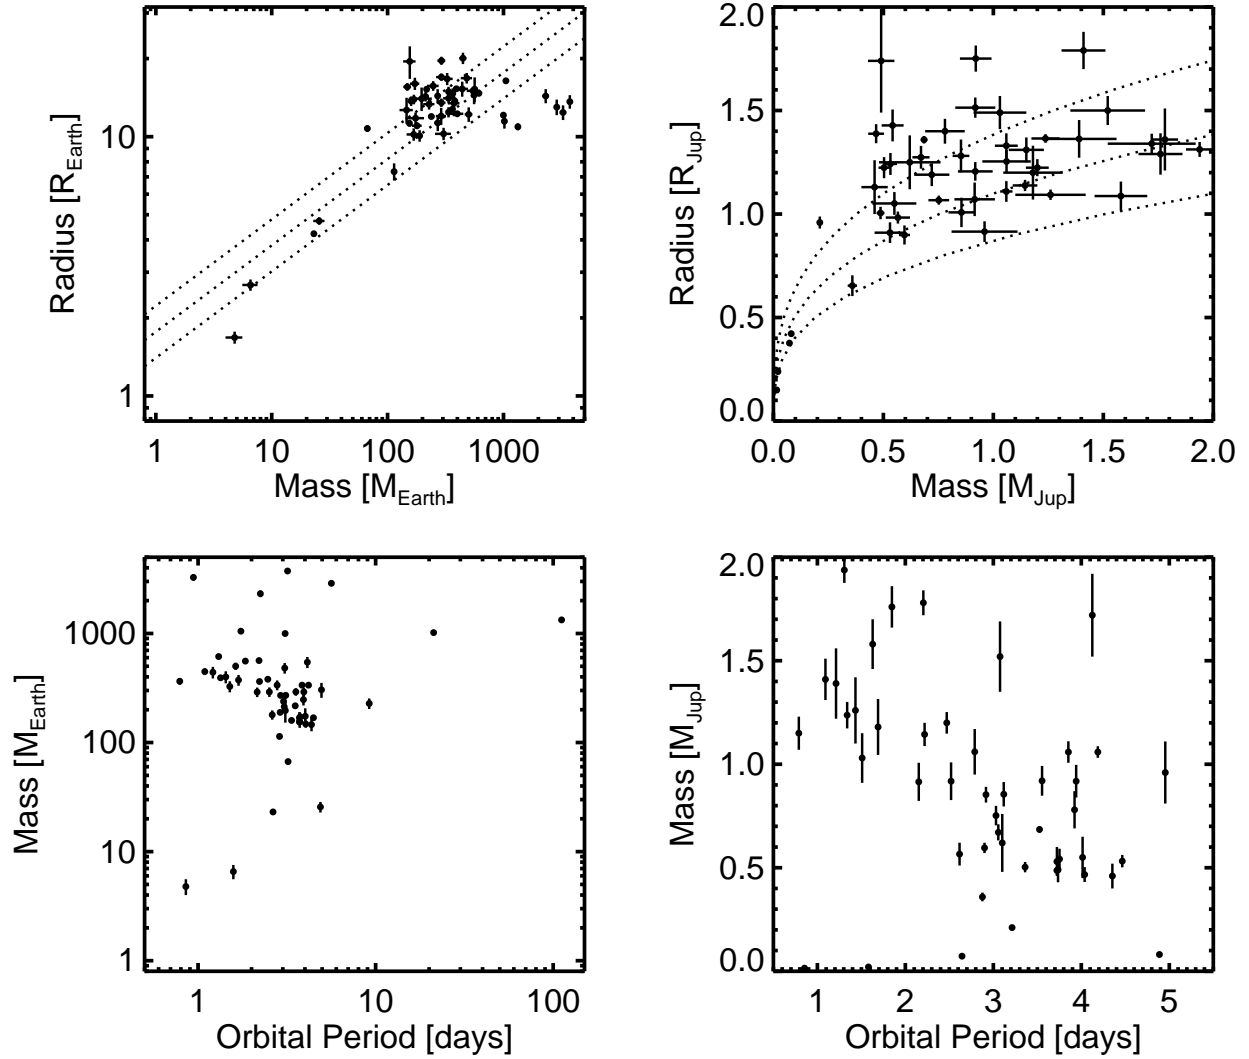 10
1
Radius [R_Earth]
1 10 100 1000
Mass [M_Earth]
2.0
1.5
1.0
0.5
0.0
Radius [R_Jup]
0.0 0.5 1.0 1.5 2.0
Mass [M_Jup]
1000
100
10
1
Mass [M_Earth]
1 10 100
Orbital Period [days]
2.0
1.5
1.0
0.5
0.0
Mass [M_Jup]
1 2 3 4 5
Orbital Period [days]